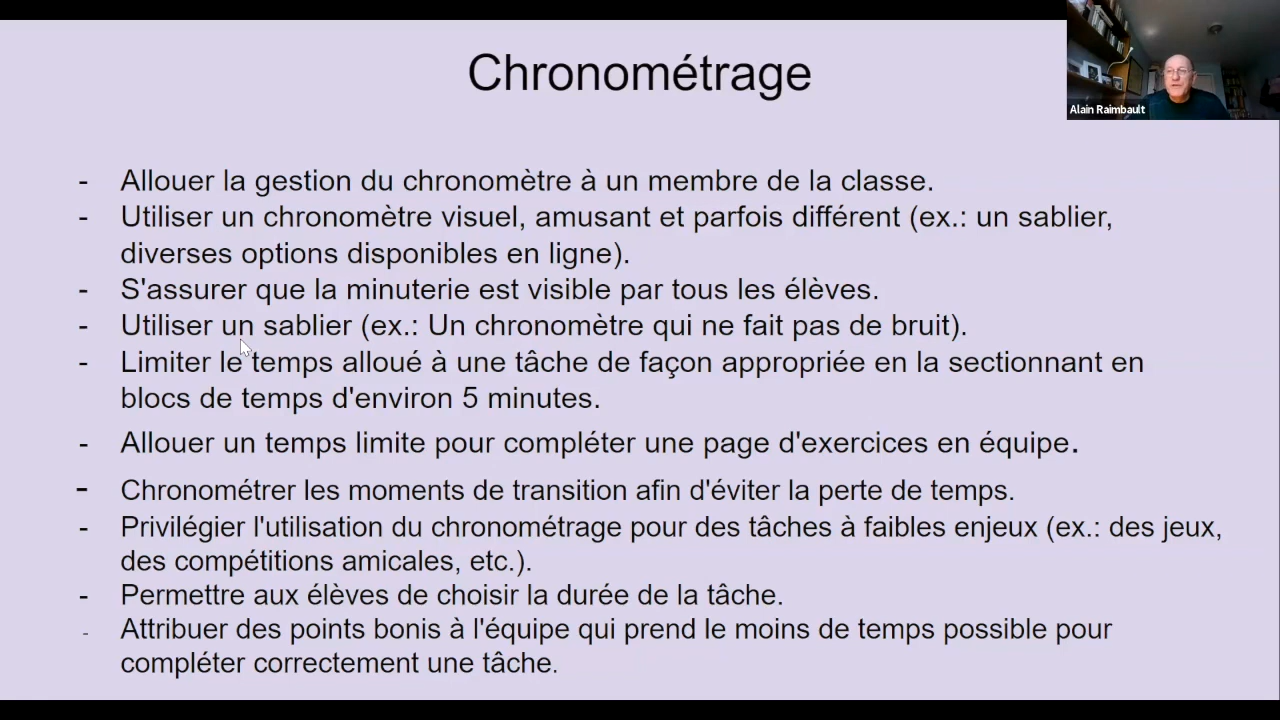 Chronométrage
Alain Raimbault
- Allouer la gestion du chronomètre à un membre de la classe.
- Utiliser un chronomètre visuel, amusant et parfois différent (ex.: un sablier,
diverses options disponibles en ligne).
- S'assurer que la minuterie est visible par tous les élèves.
- Utiliser un sablier (ex.: Un chronomètre qui ne fait pas de bruit).
- Limiter le temps alloué à une tâche de façon appropriée en la sectionnant en
blocs de temps d'environ 5 minutes.
- Allouer un temps limite pour compléter une page d'exercices en équipe.
- Chronométrer les moments de transition afin d'éviter la perte de temps.
- Privilégier l'utilisation du chronométrage pour des tâches à faibles enjeux (ex.: des jeux,
des compétitions amicales, etc.).
- Permettre aux élèves de choisir la durée de la tâche.
- Attribuer des points bonis à l'équipe qui prend le moins de temps possible pour
compléter correctement une tâche.